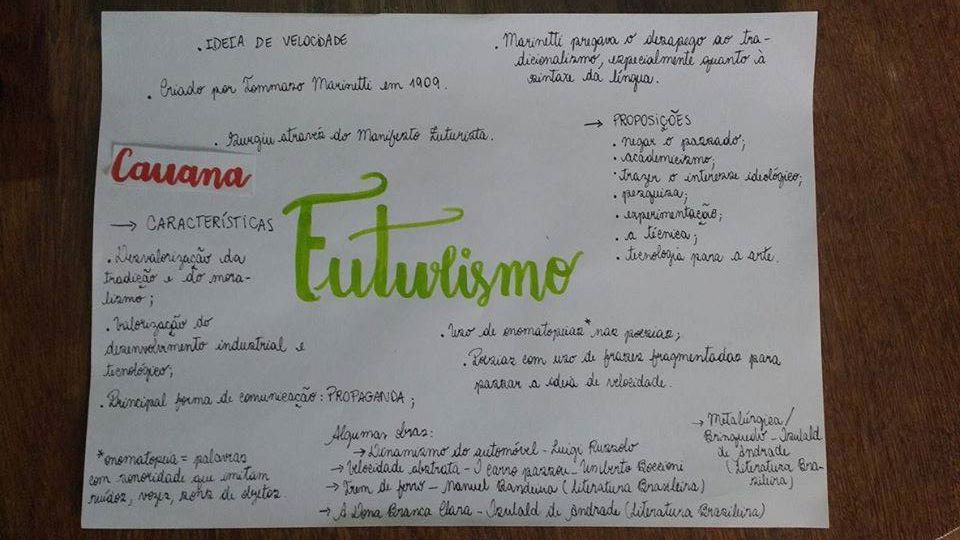 . IDEIA DE VELOCIDADE
. Criado por Tommaso Marinetti em 1909.
. Surgiu através do Manifesto Futurista.
. Marinetti pregava o desapego ao tra-
dicionalismo, especialmente quanto à
sintaxe da língua.
→ PROPOSIÇÕES
. negar o passado;
. academicismo;
. trazer o interesse ideológico;
. pesquisa;
. experimentação;
. a técnica;
. tecnologia para a arte.
Cauana
Futurismo
→ CARACTERÍSTICAS
. Desvalorização da
tradição e do mora-
lismo;
. Valorização do
desenvolvimento industrial e
tecnológico;
. Principal forma de comunicação: PROPAGANDA;
. Uso de onomatopeias* nas poesias;
. Poesias com uso de frases fragmentadas para
passar a ideia de velocidade.
*onomatopeia = palavras
com sonoridade que imitam
ruídos, vozes, sons de objetos.
Algumas obras:
→ Dinamismo do automóvel - Luigi Russolo
→ Velocidade abstrata - O carro passou - Umberto Boccioni
→ Trem de ferro - Manuel Bandeira (Literatura Brasileira)
→ A Dona Branca Clara - Oswald de Andrade (Literatura Brasileira)
→ Metalúrgica/
Brinquedo - Oswald
de Andrade
(Literatura Bra-
sileira)